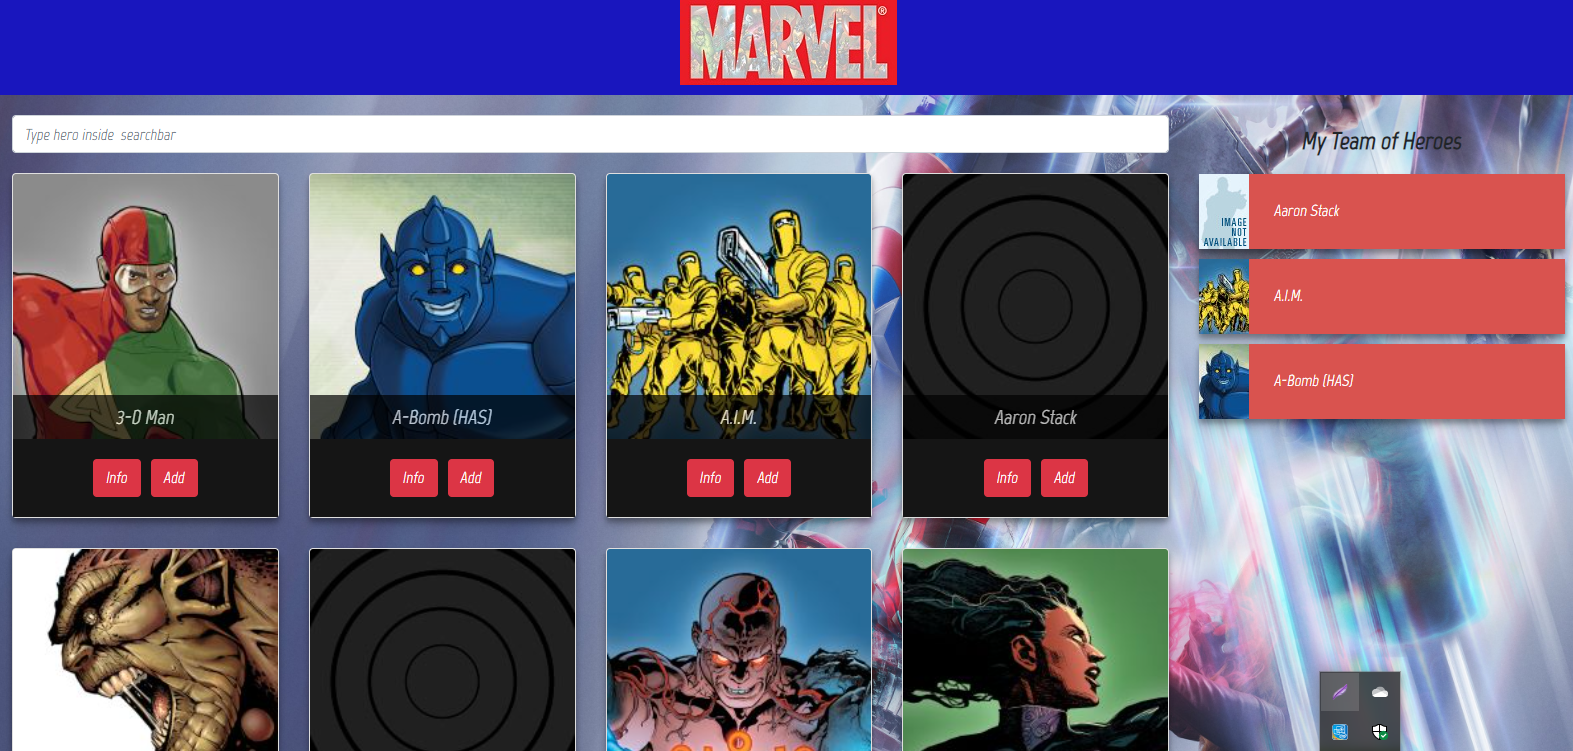 MARVEL®
Type hero inside searchbar
My Team of Heroes
3-D Man
Info Add
A-Bomb (HAS)
Info Add
A.I.M.
Info Add
Aaron Stack
Info Add
IMAGE
NOT
AVAILABLE
Aaron Stack
A.I.M.
A-Bomb (HAS)